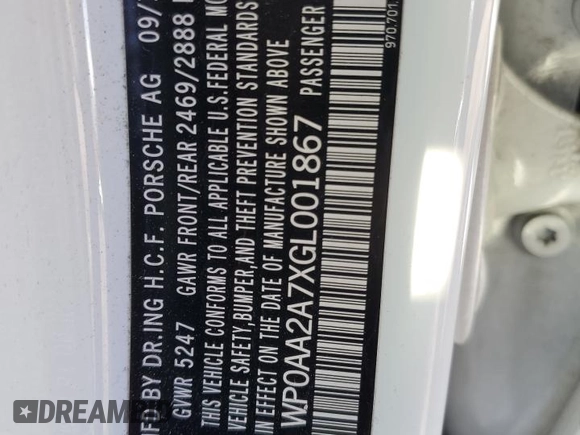 MFD BY DR.ING H.C.F. PORSCHE AG 09/
GVWR 5247 GAWR FRONT/REAR 2469/2888
THIS VEHICLE CONFORMS TO ALL APPLICABLE U.S.FEDERAL MO
VEHICLE SAFETY,BUMPER,AND THEFT PREVENTION STANDARDS
IN EFFECT ON THE DATE OF MANUFACTURE SHOWN ABOVE
WP0AA2A7XGL001867 PASSENGER
970.701.
DREAMBID